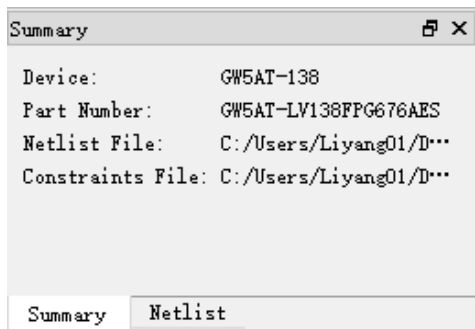 Summary
Device: GW5AT-138
Part Number: GW5AT-LV138FPG676AES
Netlist File: C:/Users/Liyang01/D···
Constraints File: C:/Users/Liyang01/D···
Summary Netlist